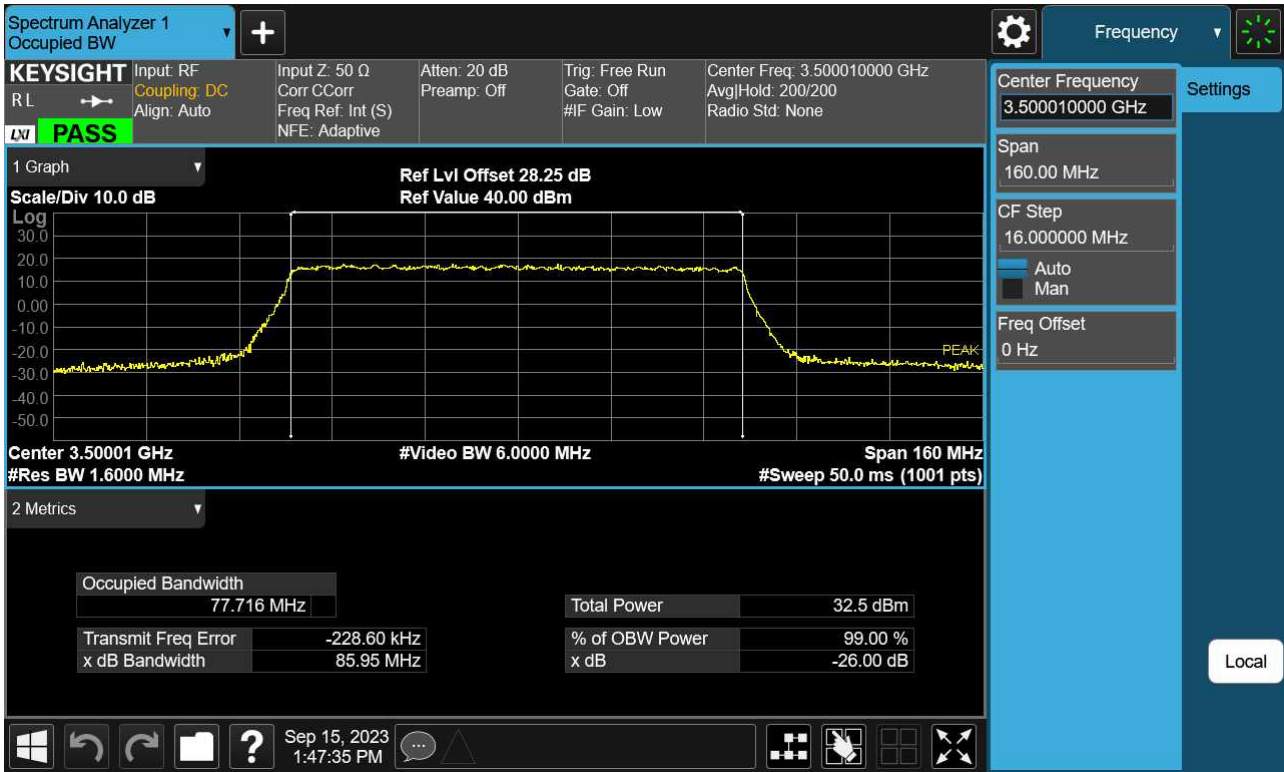 Spectrum Analyzer 1
Occupied BW
Frequency
KEYSIGHT
R L
LXI PASS
Input: RF
Coupling: DC
Align: Auto
Input Z: 50 Ω
Corr CCorr
Freq Ref: Int (S)
NFE: Adaptive
Atten: 20 dB
Preamp: Off
Trig: Free Run
Gate: Off
#IF Gain: Low
Center Freq: 3.500010000 GHz
Avg|Hold: 200/200
Radio Std: None
Center Frequency
3.500010000 GHz
Settings
Span
160.00 MHz
CF Step
16.000000 MHz
Auto
Man
Freq Offset
0 Hz
1 Graph
Scale/Div 10.0 dB
Ref Lvl Offset 28.25 dB
Ref Value 40.00 dBm
Log
30.0
20.0
10.0
0.00
-10.0
-20.0
-30.0
-40.0
-50.0
PEAK
Center 3.50001 GHz
#Video BW 6.0000 MHz
Span 160 MHz
#Res BW 1.6000 MHz
#Sweep 50.0 ms (1001 pts)
2 Metrics
Occupied Bandwidth
77.716 MHz
Total Power 32.5 dBm
Transmit Freq Error -228.60 kHz
% of OBW Power 99.00 %
x dB Bandwidth 85.95 MHz
x dB -26.00 dB
Local
?
Sep 15, 2023
1:47:35 PM